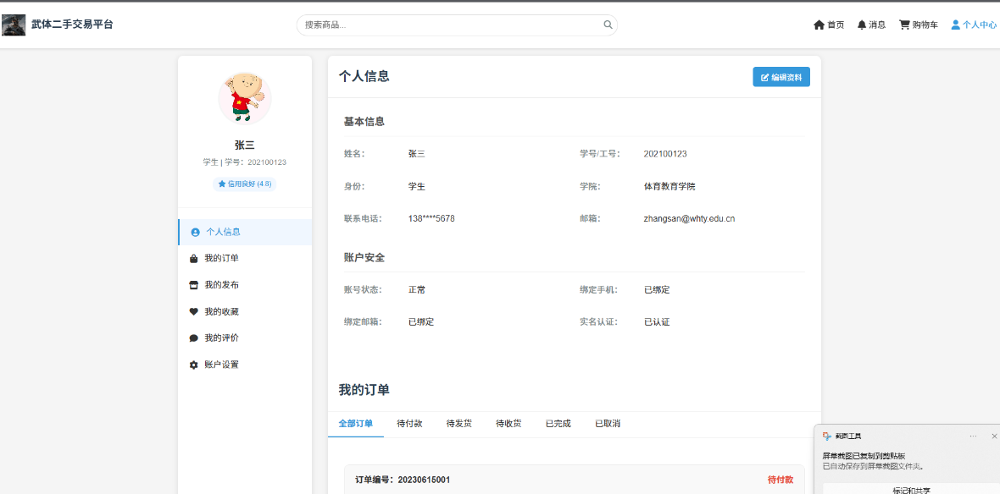 武体二手交易平台
搜索商品...
首页 消息 购物车 个人中心
张三
学生 | 学号：202100123
信用良好 (4.8)
个人信息
我的订单
我的发布
我的收藏
我的评价
账户设置
个人信息
编辑资料
基本信息
姓名： 张三 学号/工号： 202100123
身份： 学生 学院： 体育教育学院
联系电话： 138****5678 邮箱： zhangsan@whty.edu.cn
账户安全
账号状态： 正常 绑定手机： 已绑定
绑定邮箱： 已绑定 实名认证： 已认证
我的订单
全部订单 待付款 待发货 待收货 已完成 已取消
订单编号：20230615001 待付款
截图工具
屏幕截图已复制到剪贴板
已自动保存到屏幕截图文件夹。
标记和共享